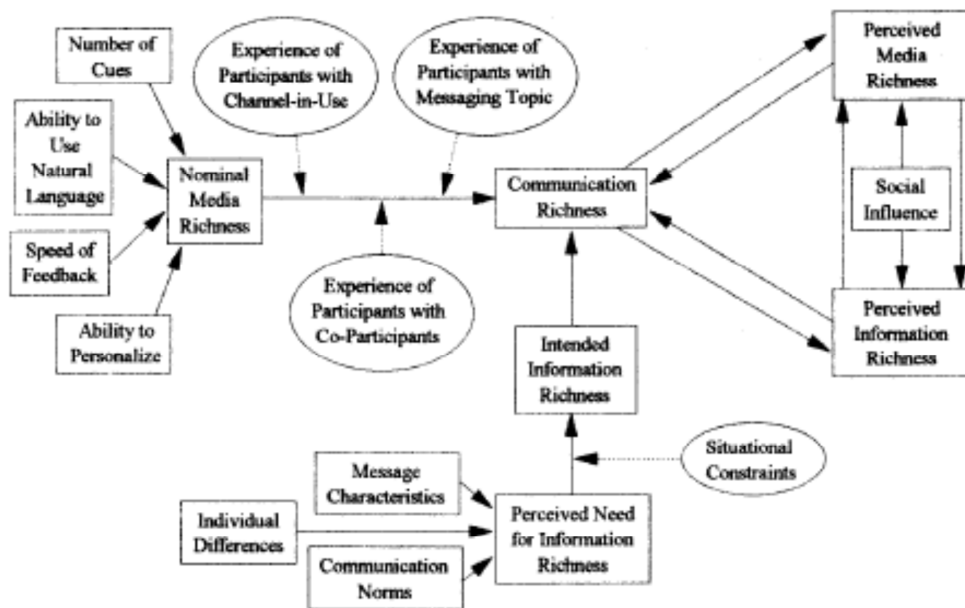 Number of
Cues
Experience of
Participants with
Channel-in-Use
Experience of
Participants with
Messaging Topic
Perceived
Media
Richness
Ability to
Use
Natural
Language
Nominal
Media
Richness
Communication
Richness
Social
Influence
Speed of
Feedback
Experience of
Participants with
Co-Participants
Ability to
Personalize
Perceived
Information
Richness
Intended
Information
Richness
Situational
Constraints
Message
Characteristics
Individual
Differences
Perceived Need
for Information
Richness
Communication
Norms